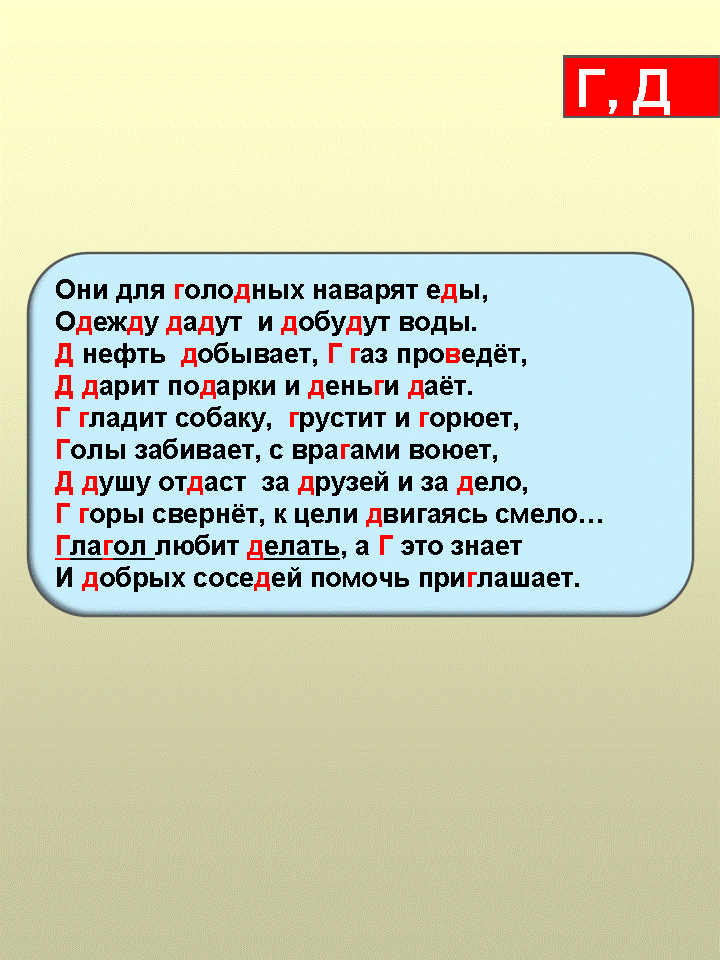 Г, Д
Они для голодных наварят еды,
Одежду дадут и добудут воды.
Д нефть добывает, Г газ проведёт,
Д дарит подарки и деньги даёт.
Г гладит собаку, грустит и горюет,
Голы забивает, с врагами воюет,
Д душу отдаст за друзей и за дело,
Г горы свернёт, к цели двигаясь смело…
Глагол любит делать, а Г это знает
И добрых соседей помочь приглашает.